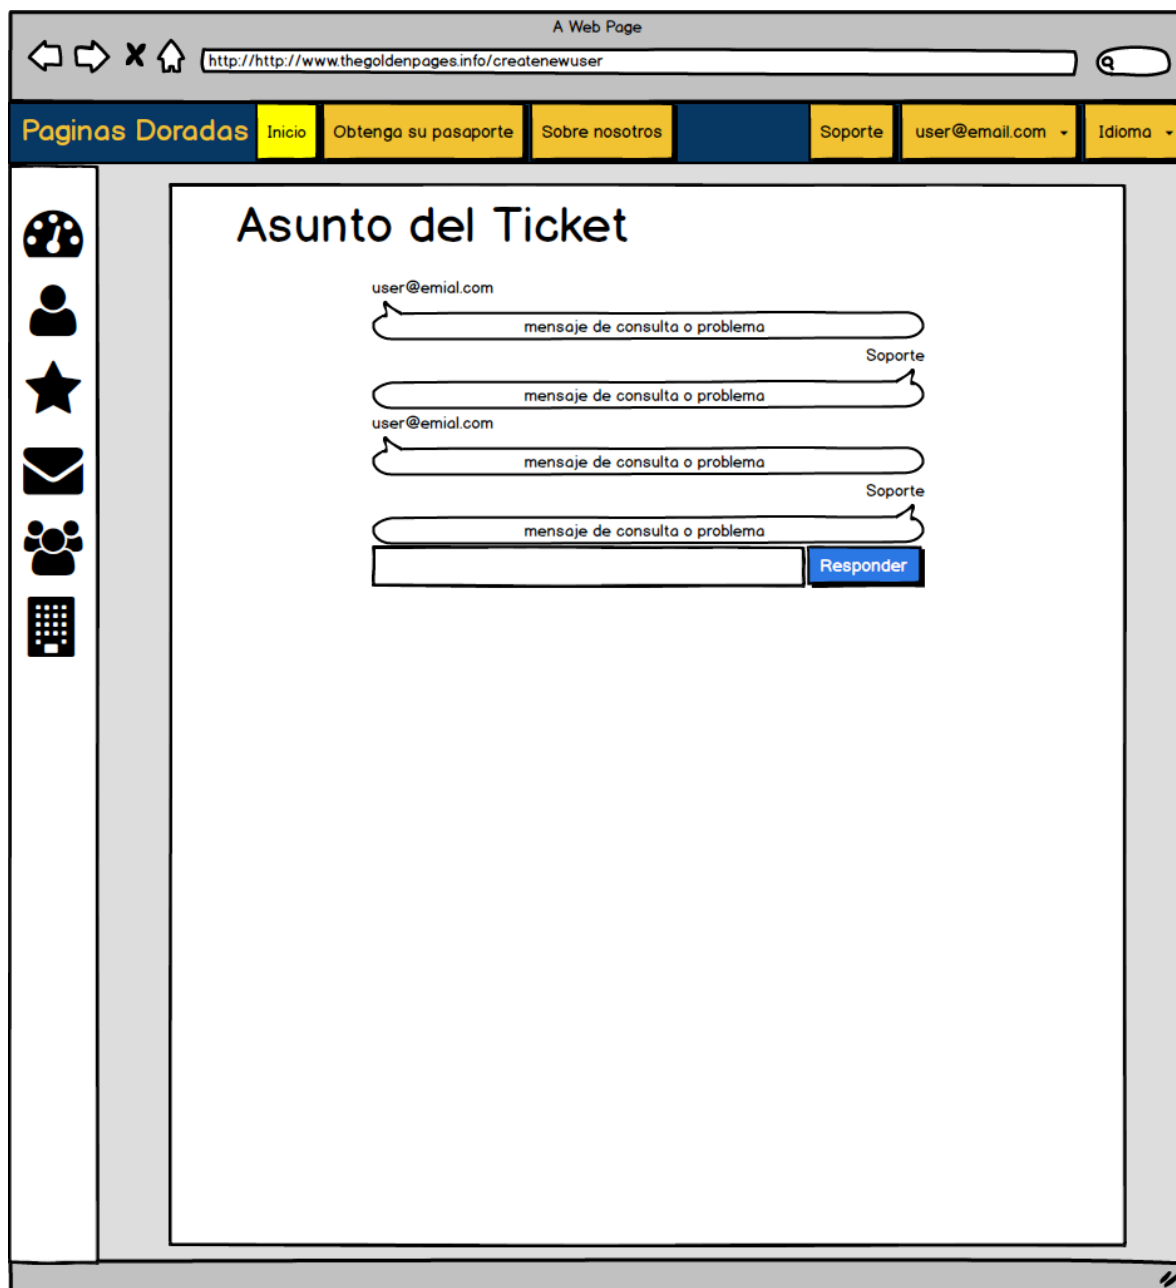 A Web Page
http://http://www.thegoldenpages.info/createnewuser
Paginas Doradas Inicio Obtenga su pasaporte Sobre nosotros Soporte user@email.com Idioma
Asunto del Ticket
user@emial.com
mensaje de consulta o problema
Soporte
mensaje de consulta o problema
user@emial.com
mensaje de consulta o problema
Soporte
mensaje de consulta o problema
Responder